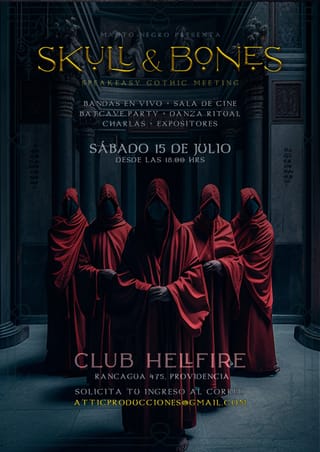 MANTO NEGRO PRESENTA
SKULL & BONES
SPEAKEASY GOTHIC MEETING
BANDAS EN VIVO • SALA DE CINE
BATCAVE PARTY • DANZA RITUAL
CHARLAS • EXPOSITORES
SÁBADO 15 DE JULIO
DESDE LAS 18:00 HRS
CLUB HELLFIRE
RANCAGUA 475, PROVIDENCIA
SOLICITA TU INGRESO AL CORREO
ATTICPRODUCCIONES@GMAIL.COM